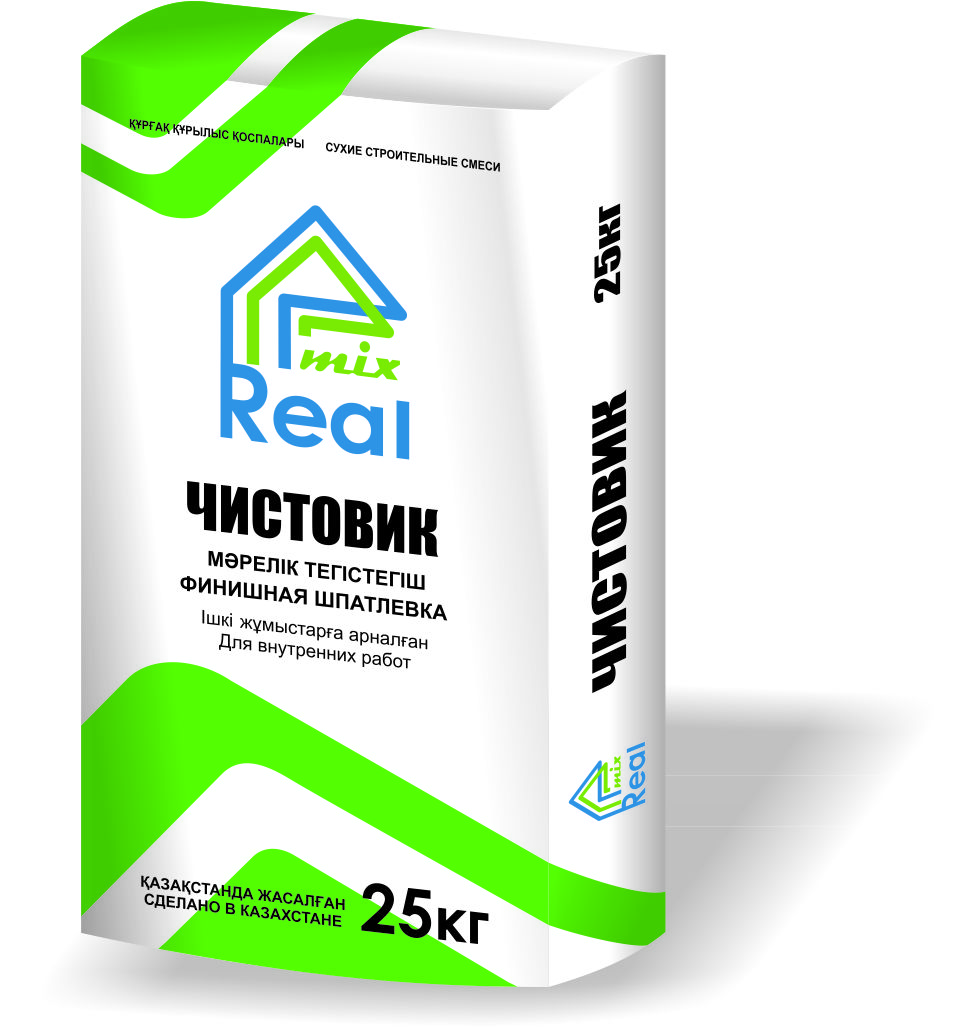 ҚҰРҒАҚ ҚҰРЫЛЫС ҚОСПАЛАРЫ СУХИЕ СТРОИТЕЛЬНЫЕ СМЕСИ
mix
Real
ЧИСТОВИК
МӘРЕЛІК ТЕГІСТЕГІШ
ФИНИШНАЯ ШПАТЛЕВКА
Ішкі жұмыстарға арналған
Для внутренних работ
ҚАЗАҚСТАНДА ЖАСАЛҒАН
СДЕЛАНО В КАЗАХСТАНЕ
25кг
25кг
ЧИСТОВИК
mix
Real